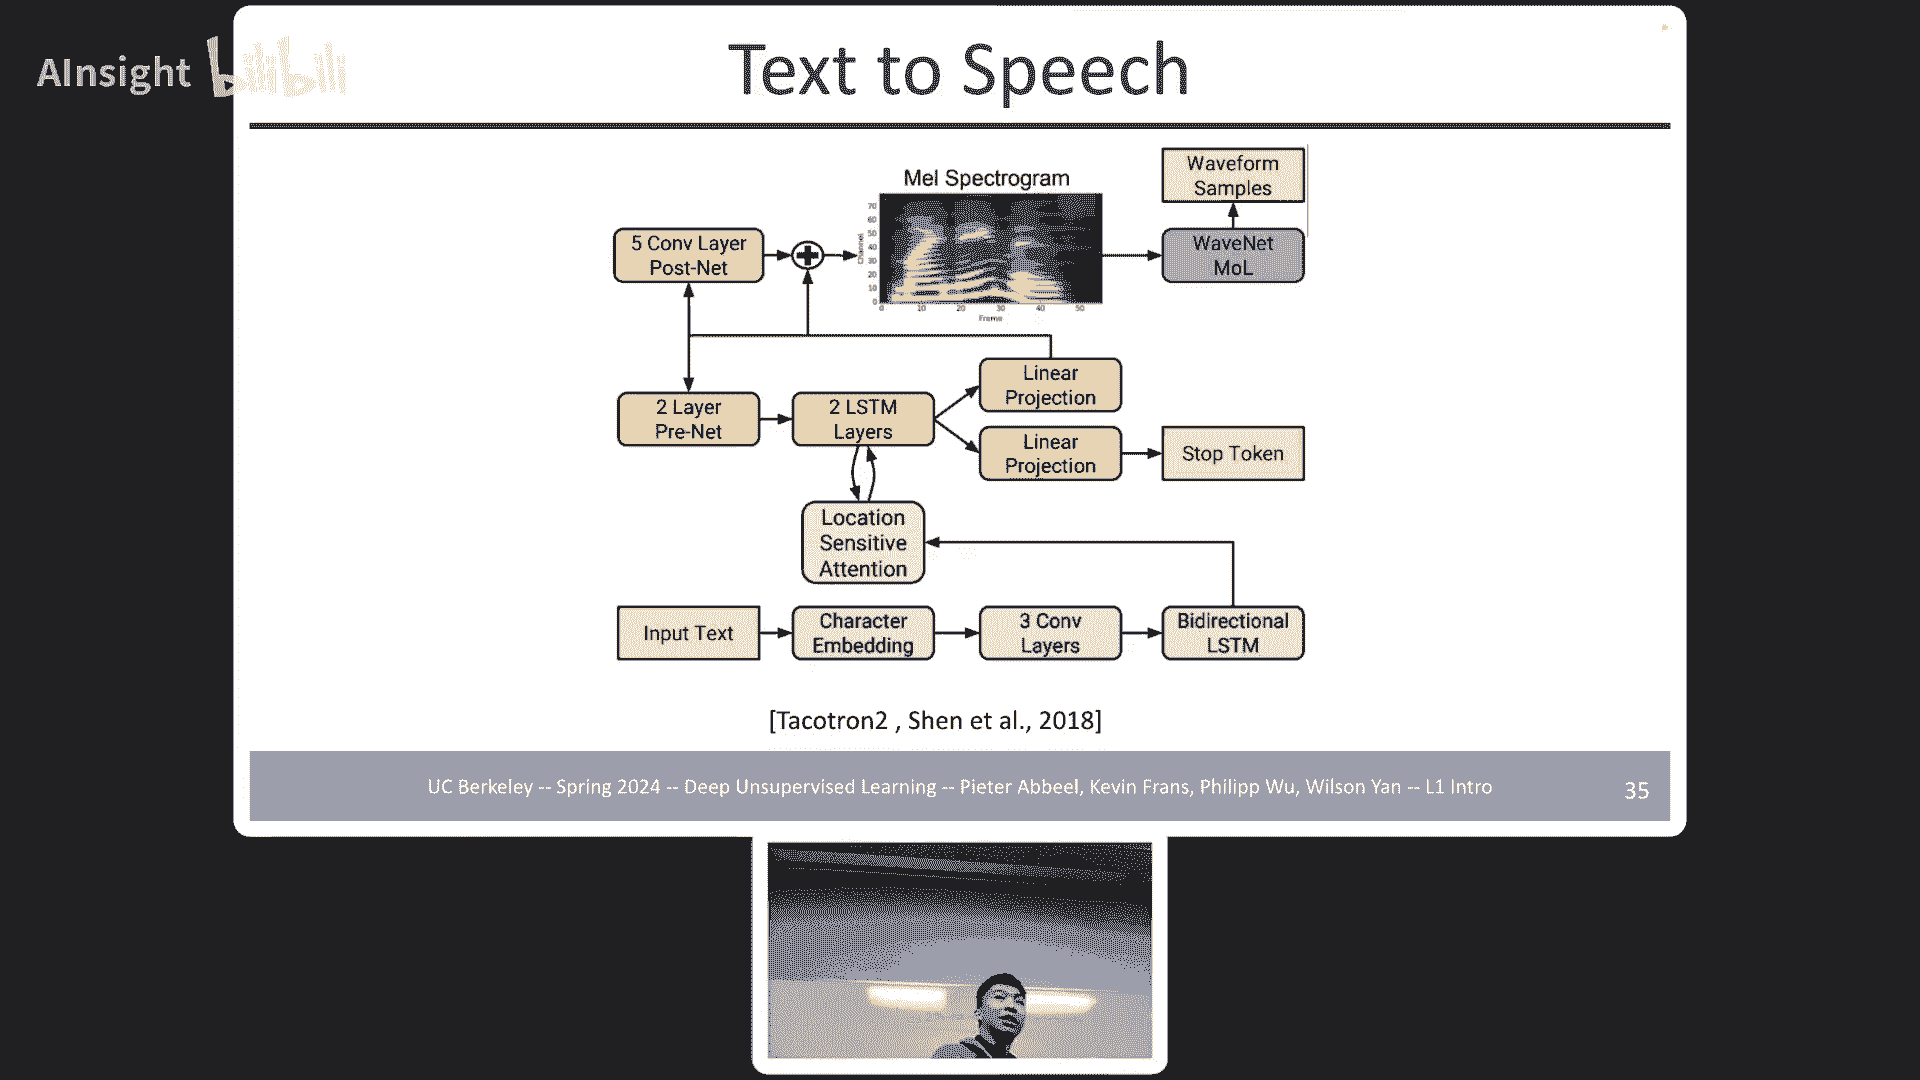 AInsight bilibili
Text to Speech
Waveform
Samples
Mel Spectrogram
5 Conv Layer
Post-Net
WaveNet
MoL
Channel
70
60
50
40
30
20
10
0
0 10 20 30 40 50
Frame
Linear
Projection
2 Layer
Pre-Net
2 LSTM
Layers
Linear
Projection
Stop Token
Location
Sensitive
Attention
Input Text
Character
Embedding
3 Conv
Layers
Bidirectional
LSTM
[Tacotron2 , Shen et al., 2018]
UC Berkeley -- Spring 2024 -- Deep Unsupervised Learning -- Pieter Abbeel, Kevin Frans, Philipp Wu, Wilson Yan -- L1 Intro
35